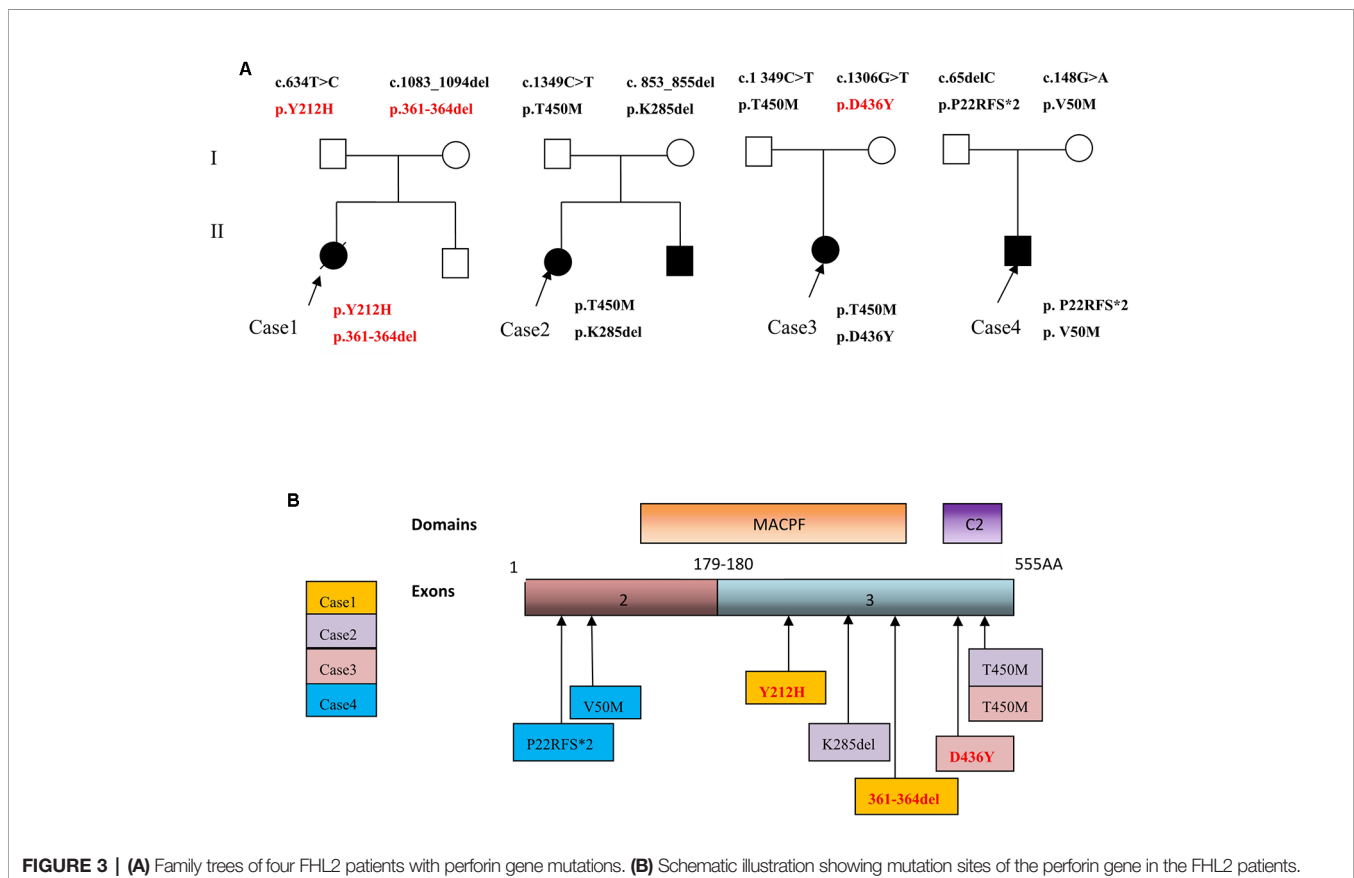 A
c.634T>C c.1083_1094del c.1349C>T c. 853_855del c.1 349C>T c.1306G>T c.65delC c.148G>A
p.Y212H p.361-364del p.T450M p.K285del p.T450M p.D436Y p.P22RFS*2 p.V50M
I
II
p.Y212H p.T450M p.T450M p. P22RFS*2
Case1 Case2 Case3 Case4
p.361-364del p.K285del p.D436Y p. V50M
B
Domains MACPF C2
1 179-180 555AA
Exons 2 3
Case1
Case2
Case3
Case4
T450M
Y212H
V50M T450M
P22RFS*2 K285del
D436Y
361-364del
FIGURE 3 | (A) Family trees of four FHL2 patients with perforin gene mutations. (B) Schematic illustration showing mutation sites of the perforin gene in the FHL2 patients.